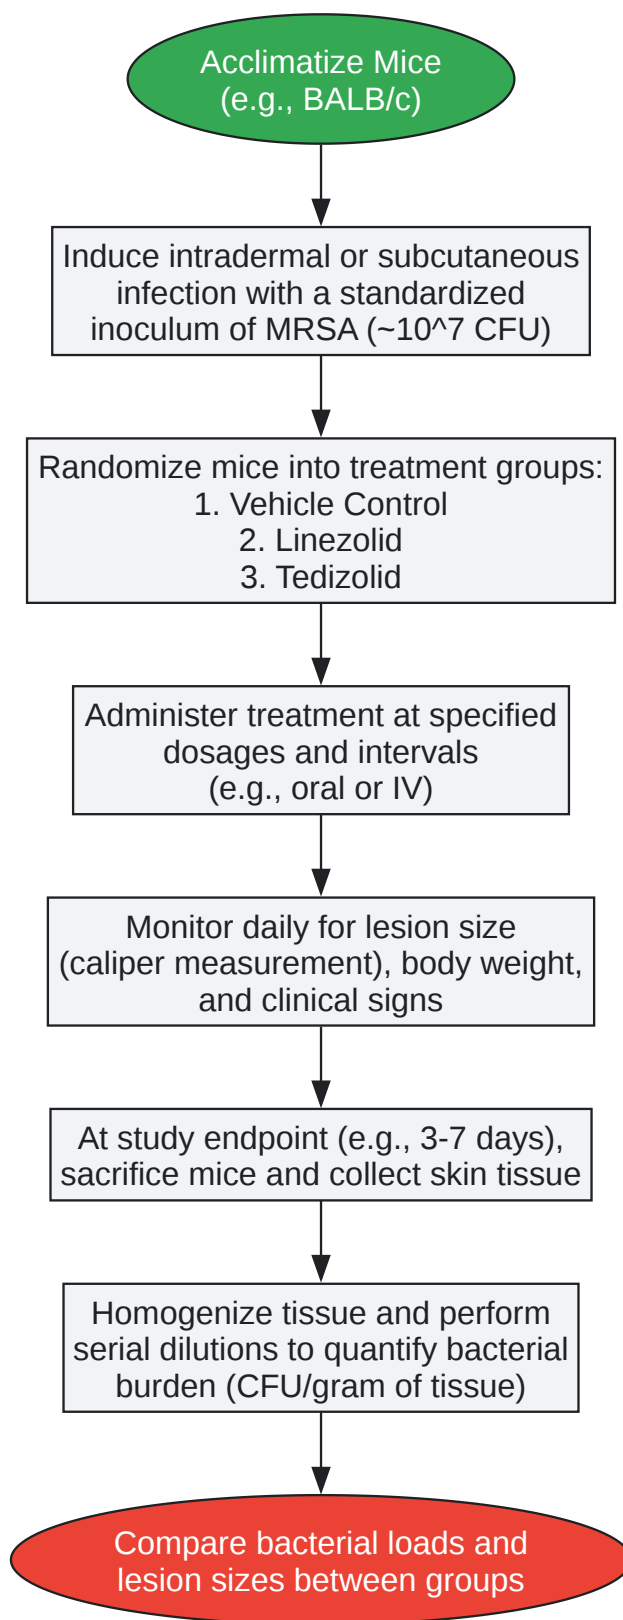 Acclimatize Mice
(e.g., BALB/c)
Induce intradermal or subcutaneous
infection with a standardized
inoculum of MRSA (~10^7 CFU)
Randomize mice into treatment groups:
1. Vehicle Control
2. Linezolid
3. Tedizolid
Administer treatment at specified
dosages and intervals
(e.g., oral or IV)
Monitor daily for lesion size
(caliper measurement), body weight,
and clinical signs
At study endpoint (e.g., 3-7 days),
sacrifice mice and collect skin tissue
Homogenize tissue and perform
serial dilutions to quantify bacterial
burden (CFU/gram of tissue)
Compare bacterial loads and
lesion sizes between groups